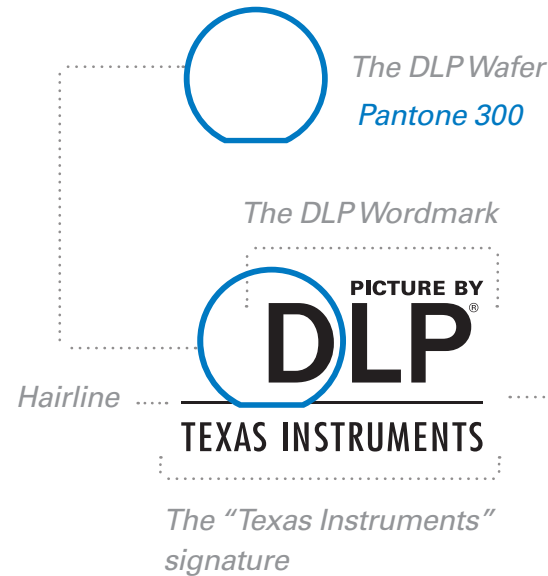 The DLP Wafer
Pantone 300
The DLP Wordmark
PICTURE BY
DLP®
Hairline
TEXAS INSTRUMENTS
The “Texas Instruments”
signature